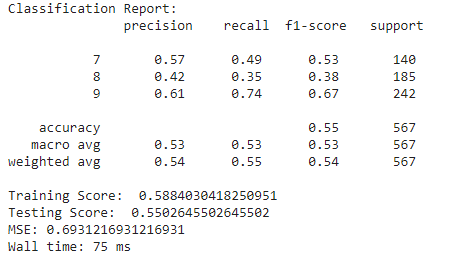 Classification Report:
precision recall f1-score support
7 0.57 0.49 0.53 140
8 0.42 0.35 0.38 185
9 0.61 0.74 0.67 242
accuracy 0.55 567
macro avg 0.53 0.53 0.53 567
weighted avg 0.54 0.55 0.54 567
Training Score: 0.5884030418250951
Testing Score: 0.5502645502645502
MSE: 0.6931216931216931
Wall time: 75 ms